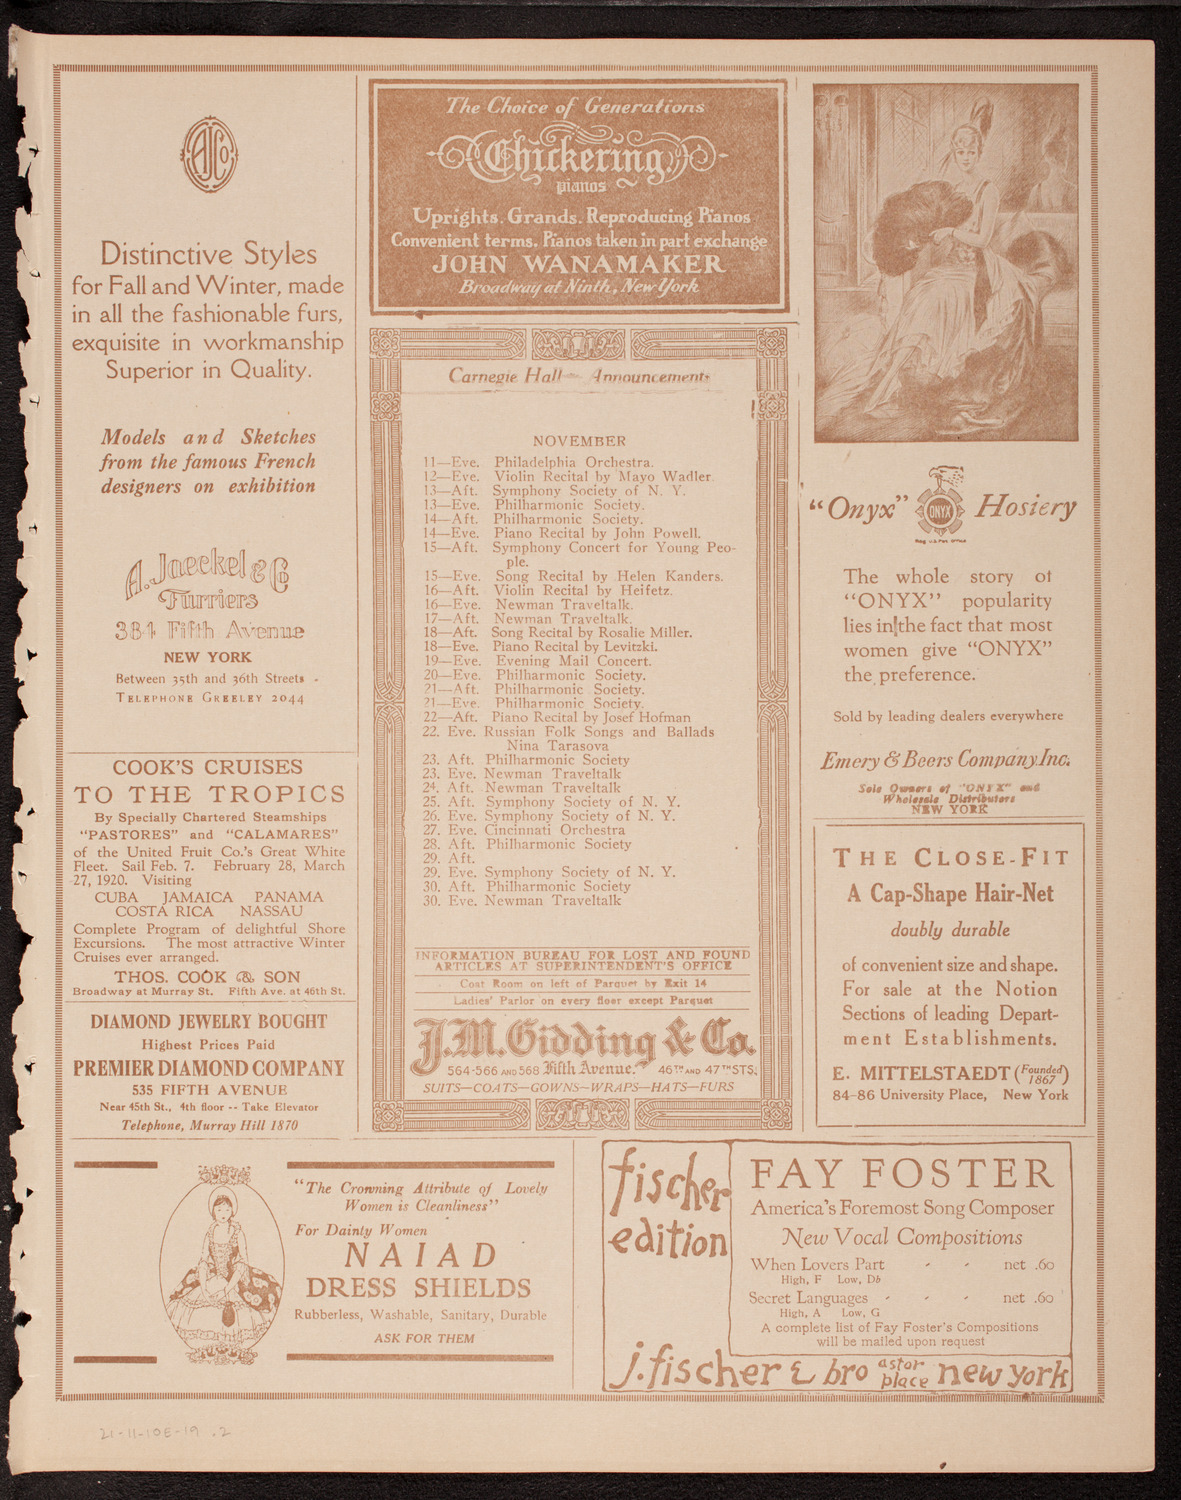 AJCo
Distinctive Styles
for Fall and Winter, made
in all the fashionable furs,
exquisite in workmanship
Superior in Quality.
Models and Sketches
from the famous French
designers on exhibition
A. Jaeckel & Co
Furriers
384 Fifth Avenue
NEW YORK
Between 35th and 36th Streets
TELEPHONE GREELEY 2044
COOK'S CRUISES
TO THE TROPICS
By Specially Chartered Steamships
"PASTORES" and "CALAMARES"
of the United Fruit Co.'s Great White
Fleet. Sail Feb. 7. February 28, March
27, 1920. Visiting
CUBA JAMAICA PANAMA
COSTA RICA NASSAU
Complete Program of delightful Shore
Excursions. The most attractive Winter
Cruises ever arranged.
THOS. COOK & SON
Broadway at Murray St. Fifth Ave. at 46th St.
DIAMOND JEWELRY BOUGHT
Highest Prices Paid
PREMIER DIAMOND COMPANY
535 FIFTH AVENUE
Near 45th St., 4th floor -- Take Elevator
Telephone, Murray Hill 1870
The Choice of Generations
Chickering
pianos
Uprights. Grands. Reproducing Pianos
Convenient terms. Pianos taken in part exchange
JOHN WANAMAKER
Broadway at Ninth, New York
Carnegie Hall Announcements
NOVEMBER
11—Eve. Philadelphia Orchestra.
12—Eve. Violin Recital by Mayo Wadler
13—Aft. Symphony Society of N. Y.
13—Eve. Philharmonic Society.
14—Aft. Philharmonic Society.
14—Eve. Piano Recital by John Powell.
15—Aft. Symphony Concert for Young Peo-
ple.
15—Eve. Song Recital by Helen Kanders.
16—Aft. Violin Recital by Heifetz.
16—Eve. Newman Traveltalk.
17—Aft. Newman Traveltalk.
18—Aft. Song Recital by Rosalie Miller.
18—Eve. Piano Recital by Levitzki.
19—Eve. Evening Mail Concert.
20—Eve. Philharmonic Society.
21—Aft. Philharmonic Society.
21—Eve. Philharmonic Society.
22—Aft. Piano Recital by Josef Hofman
22. Eve. Russian Folk Songs and Ballads
Nina Tarasova
23. Aft. Philharmonic Society
23. Eve. Newman Traveltalk
24. Aft. Newman Traveltalk
25. Aft. Symphony Society of N. Y.
26. Eve. Symphony Society of N. Y.
27. Eve. Cincinnati Orchestra
28. Aft. Philharmonic Society
29. Aft.
29. Eve. Symphony Society of N. Y.
30. Aft. Philharmonic Society
30. Eve. Newman Traveltalk
INFORMATION BUREAU FOR LOST AND FOUND
ARTICLES AT SUPERINTENDENT'S OFFICE
Coat Room on left of Parquet by Exit 14
Ladies' Parlor on every floor except Parquet
J.M. Gidding & Co.
564-566 AND 568 Fifth Avenue. 46TH AND 47TH STS.
SUITS—COATS—GOWNS—WRAPS—HATS—FURS
"Onyx" ONYX Hosiery
Reg. U.S. Pat. Office
The whole story of
"ONYX" popularity
lies in the fact that most
women give "ONYX"
the preference.
Sold by leading dealers everywhere
Emery & Beers Company. Inc.
Sole Owners of "ONYX" and
Wholesale Distributors
NEW YORK
THE CLOSE-FIT
A Cap-Shape Hair-Net
doubly durable
of convenient size and shape.
For sale at the Notion
Sections of leading Depart-
ment Establishments.
E. MITTELSTAEDT (Founded 1867)
84-86 University Place, New York
"The Crowning Attribute of Lovely
Women is Cleanliness"
For Dainty Women
NAIAD
DRESS SHIELDS
Rubberless, Washable, Sanitary, Durable
ASK FOR THEM
fischer
edition
FAY FOSTER
America's Foremost Song Composer
New Vocal Compositions
When Lovers Part - - net .60
High, F Low, Db
Secret Languages - - - net .60
High, A Low, G
A complete list of Fay Foster's Compositions
will be mailed upon request
j. fischer & bro astor place new york
21-11-10E-19 .2